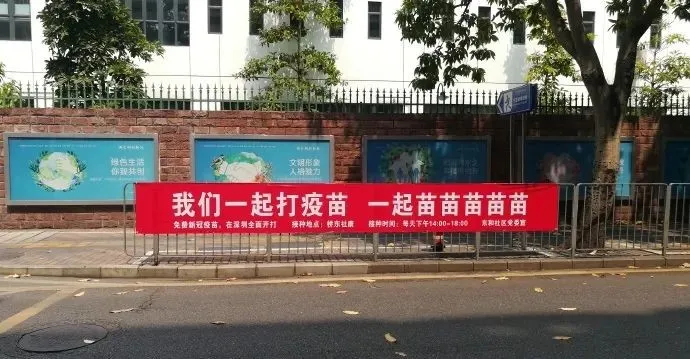 绿色生活
你我共创
文明形象
人格魅力
我们一起打疫苗 一起苗苗苗苗苗
免费新冠疫苗，在深圳全面开打 接种地点：桥东社康 接种时间：每天下午14:00-18:00 东和社区党委宣